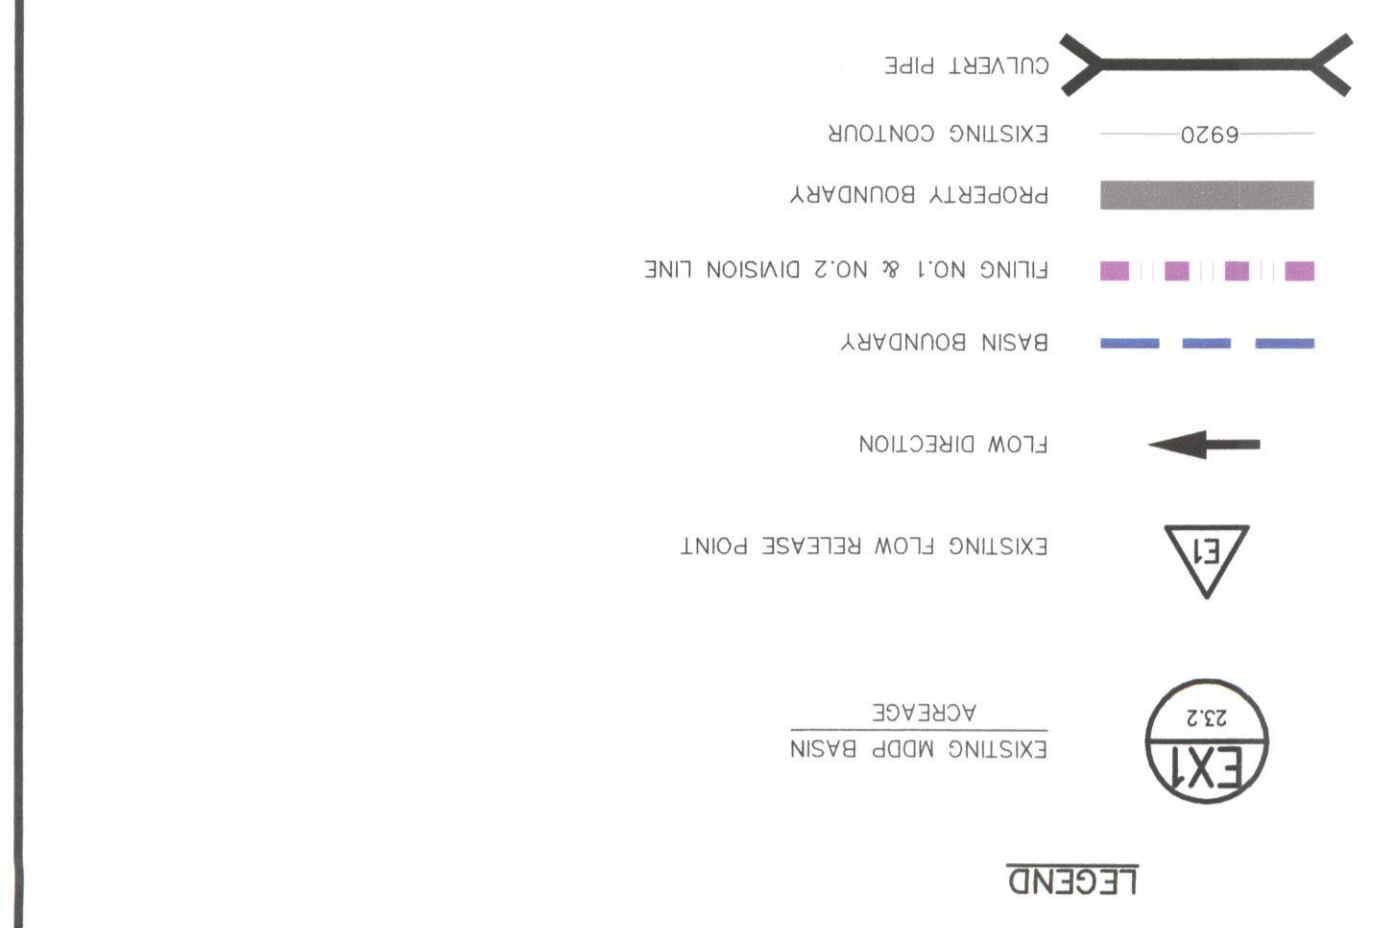 LEGEND
EX1
23.2
EXISTING MDDP BASIN
ACREAGE
E1
EXISTING FLOW RELEASE POINT
FLOW DIRECTION
BASIN BOUNDARY
FILING NO.1 & NO.2 DIVISION LINE
PROPERTY BOUNDARY
6920
EXISTING CONTOUR
CULVERT PIPE